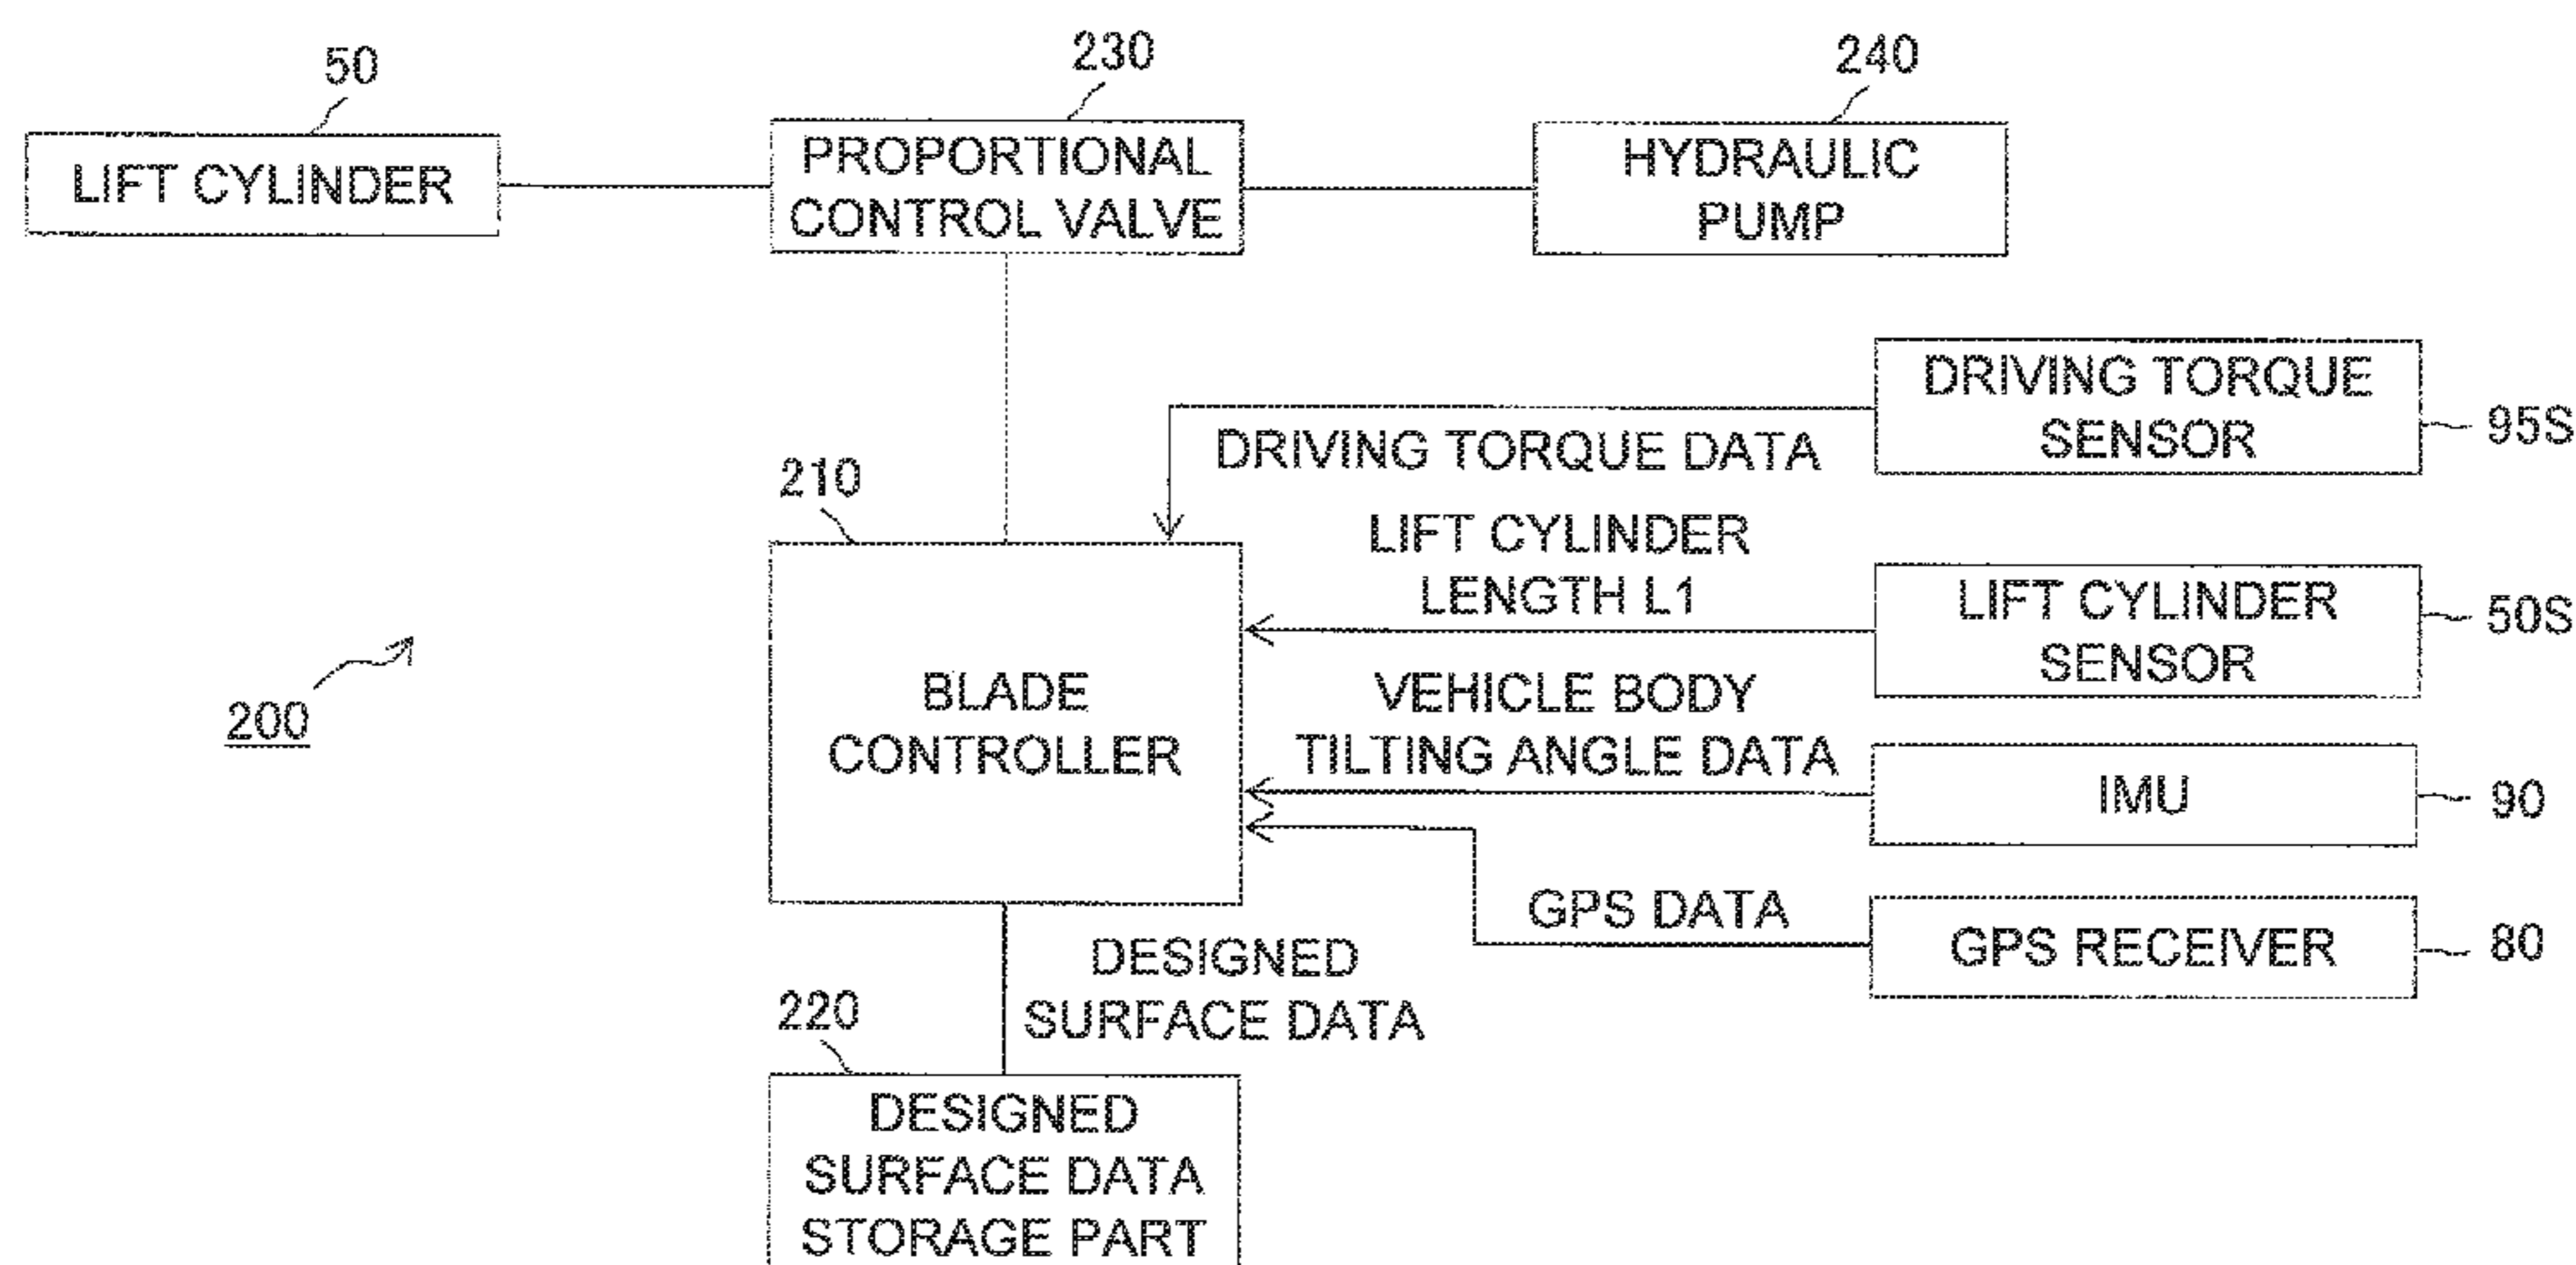 50
230
240
LIFT CYLINDER
PROPORTIONAL
CONTROL VALVE
HYDRAULIC
PUMP
DRIVING TORQUE
SENSOR
95S
DRIVING TORQUE DATA
210
LIFT CYLINDER
LENGTH L1
LIFT CYLINDER
SENSOR
50S
BLADE
CONTROLLER
200
VEHICLE BODY
TILTING ANGLE DATA
IMU
90
GPS DATA
GPS RECEIVER
80
DESIGNED
SURFACE DATA
220
DESIGNED
SURFACE DATA
STORAGE PART